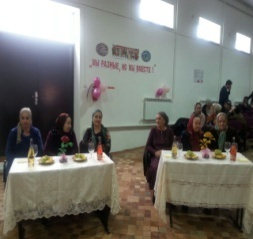 „ МЫ РАЗНЫЕ, НО МЫ ВМЕСТЕ ! "